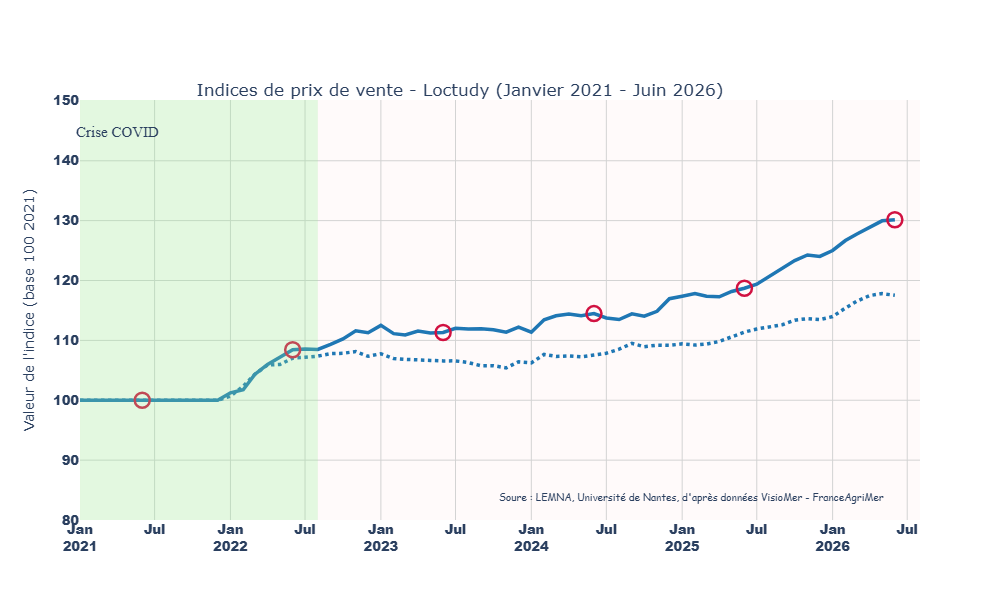 Indices de prix de vente - Loctudy (Janvier 2021 - Juin 2026)
150
Crise COVID
140
130
120
110
100
90
80
Valeur de l'indice (base 100 2021)
Soure : LEMNA, Université de Nantes, d'après données VisioMer - FranceAgriMer
Jan Jul Jan Jul Jan Jul Jan Jul Jan Jul Jan Jul
2021 2022 2023 2024 2025 2026